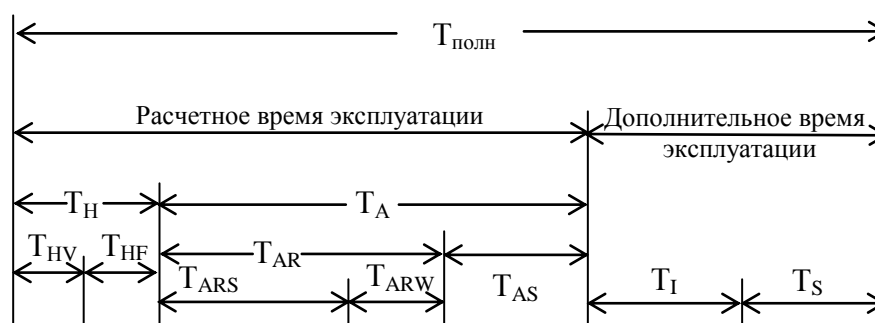 Tполн
Расчетное время эксплуатации
Дополнительное время
эксплуатации
TH
TA
THV
THF
TAR
TARS
TARW
TAS
TI
TS